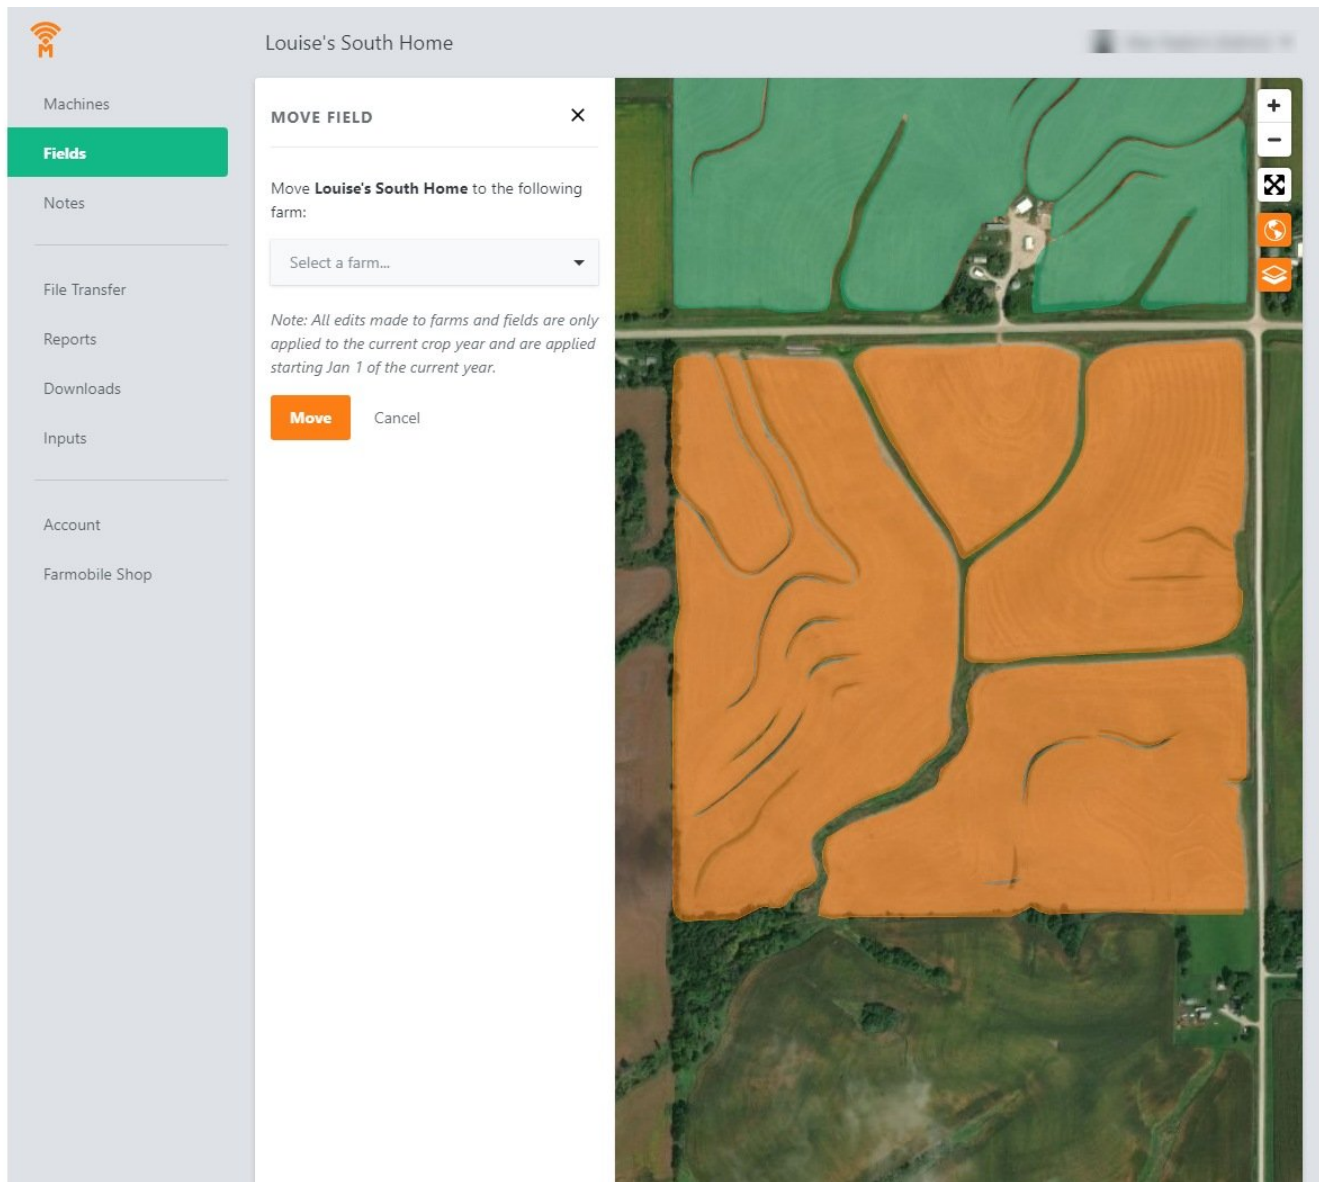 Louise's South Home
Machines
Fields
Notes
File Transfer
Reports
Downloads
Inputs
Account
Farmobile Shop
MOVE FIELD
Move Louise's South Home to the following
farm:
Select a farm...
Note: All edits made to farms and fields are only
applied to the current crop year and are applied
starting Jan 1 of the current year.
Move Cancel